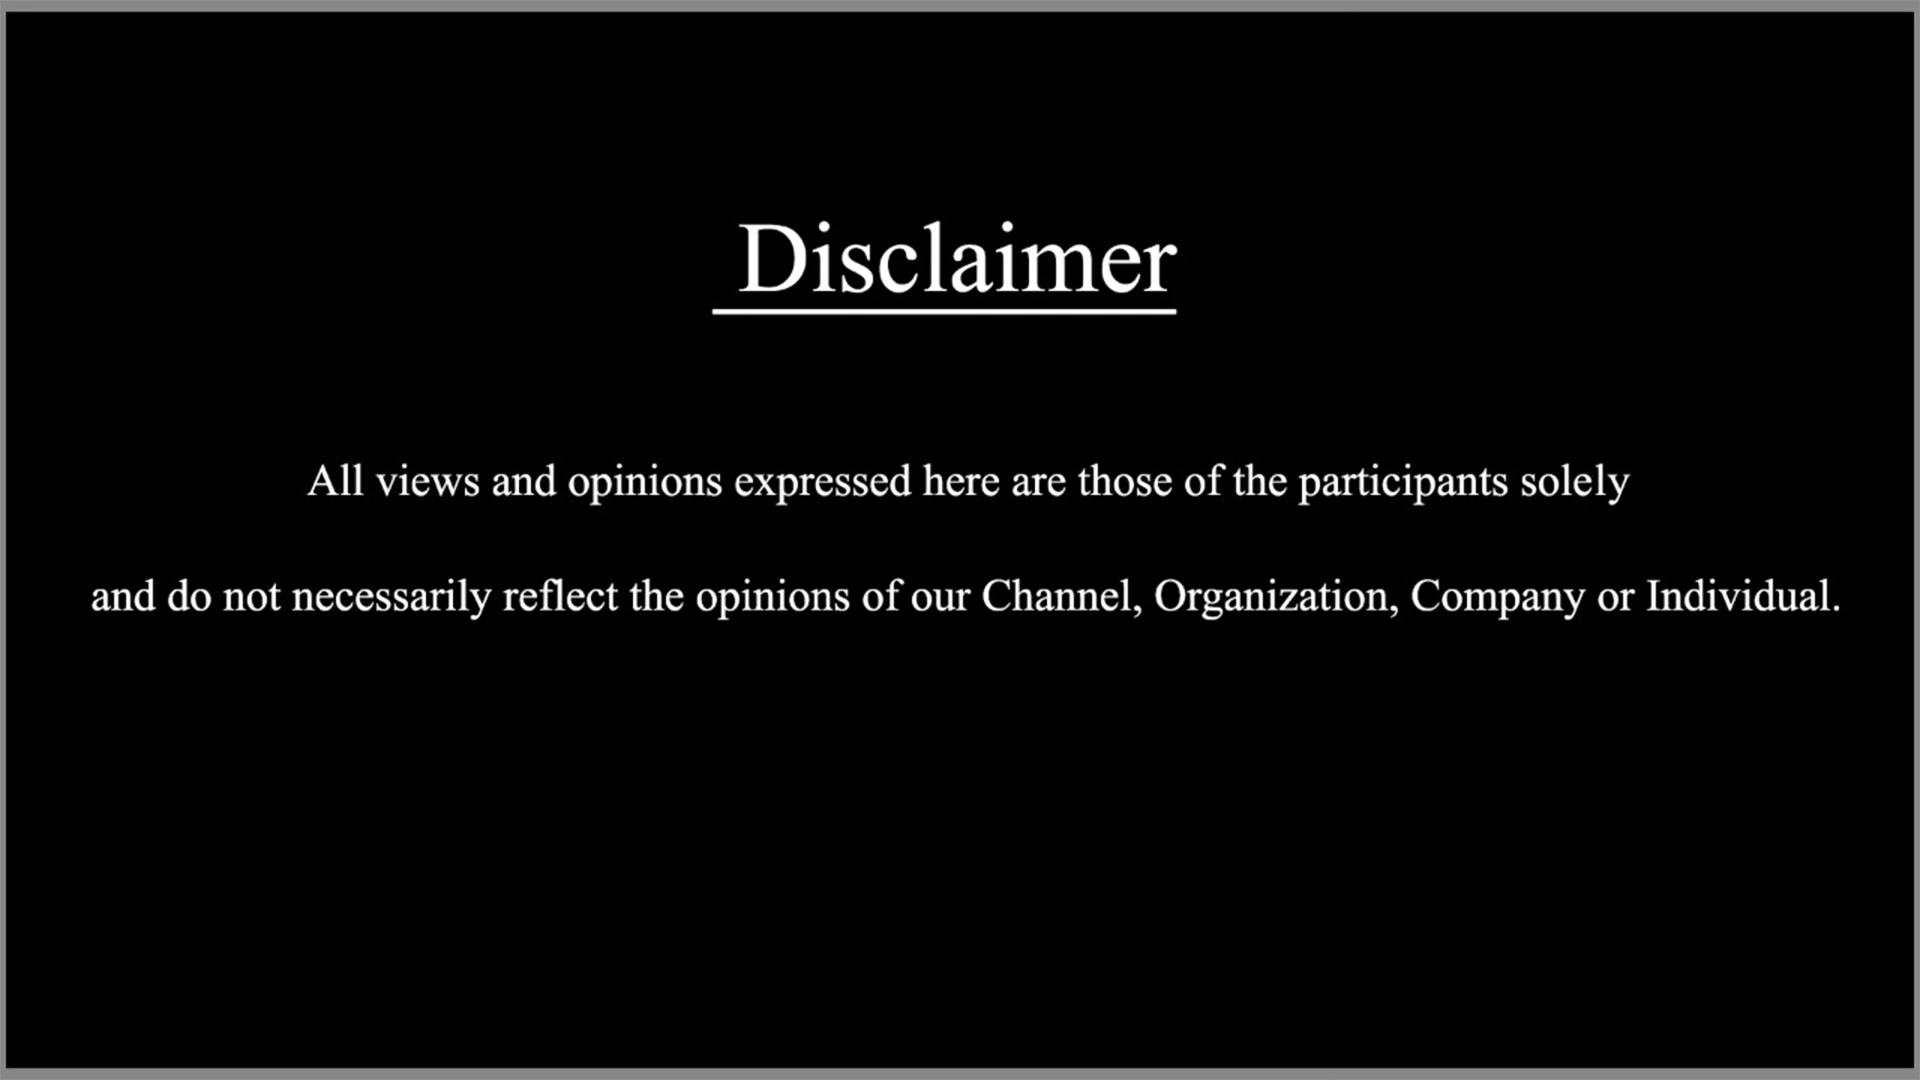 Disclaimer
All views and opinions expressed here are those of the participants solely
and do not necessarily reflect the opinions of our Channel, Organization, Company or Individual.